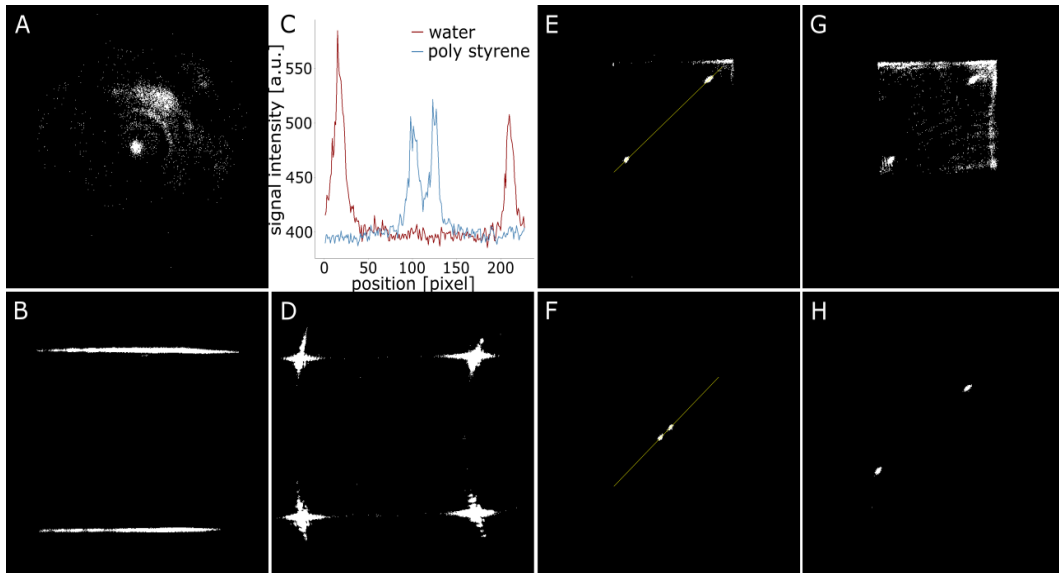 A
C
water
poly styrene
signal intensity [a.u.]
550
500
450
400
0
50
100
150
200
position [pixel]
E
G
B
D
F
H